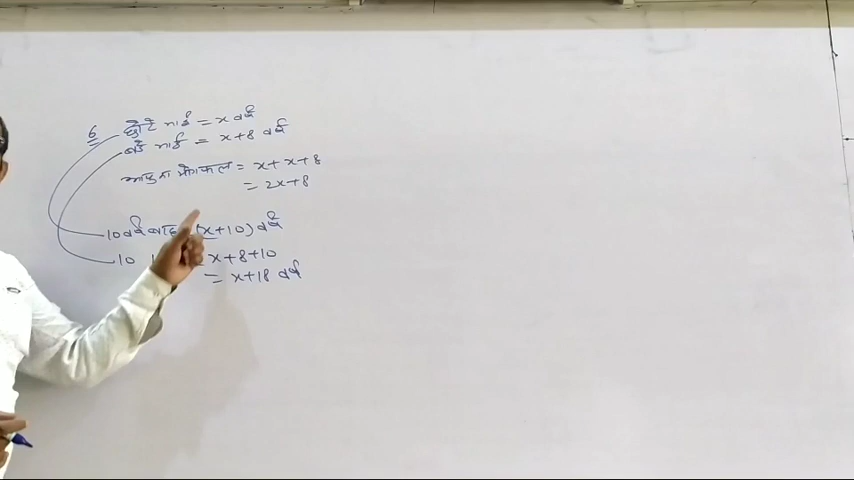 6 छोटे भाई = x वर्ष
बडे भाई = x+8 वर्ष
आयु का योगफल = x+x+8
= 2x+8
10 वर्ष बाद (x+10) वर्ष
10 x+8+10
= x+18 वर्ष